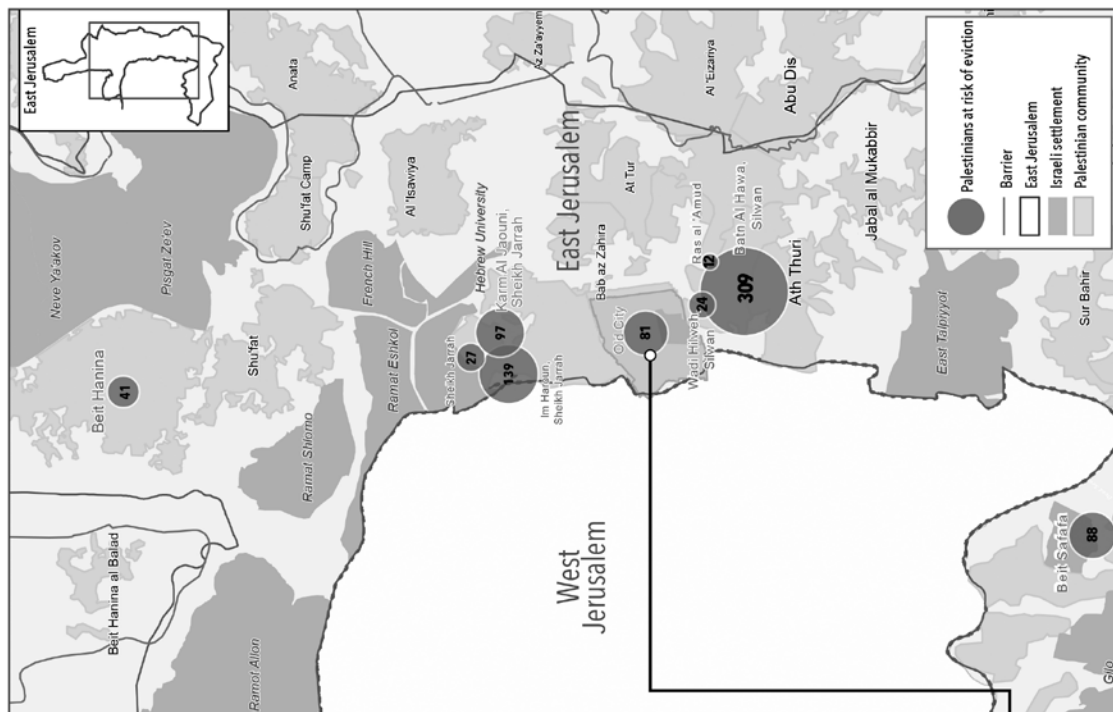 East Jerusalem
Neve Ya'akov
Pisgat Zeev
Beit Hanina
41
Beit Hanina al Balad
Anata
Shu'fat Camp
Shu'fat
Ramat Shlomo
Ramot Allon
Al 'Isawiya
French Hill
Ramat Eshkol
Hebrew University
Sheikh Jarrah
27
97
Karm Al Jaouni,
Sheikh Jarrah
139
Im Haroun,
Sheikh Jarrah
Az Za'ayyem
East Jerusalem
West
Jerusalem
Bab az Zahira
At Tur
Old City
81
Al 'Eizariya
Abu Dis
Wadi Hilweh
Silwan
24
Ras al 'Amud
12
Batn Al Hawa,
Silwan
309
Ath Thuri
Jabal al Mukabbir
East Talpiyyot
Sur Bahir
Beit Safafa
88
Gilo
Palestinians at risk of eviction
Barrier
East Jerusalem
Israeli settlement
Palestinian community